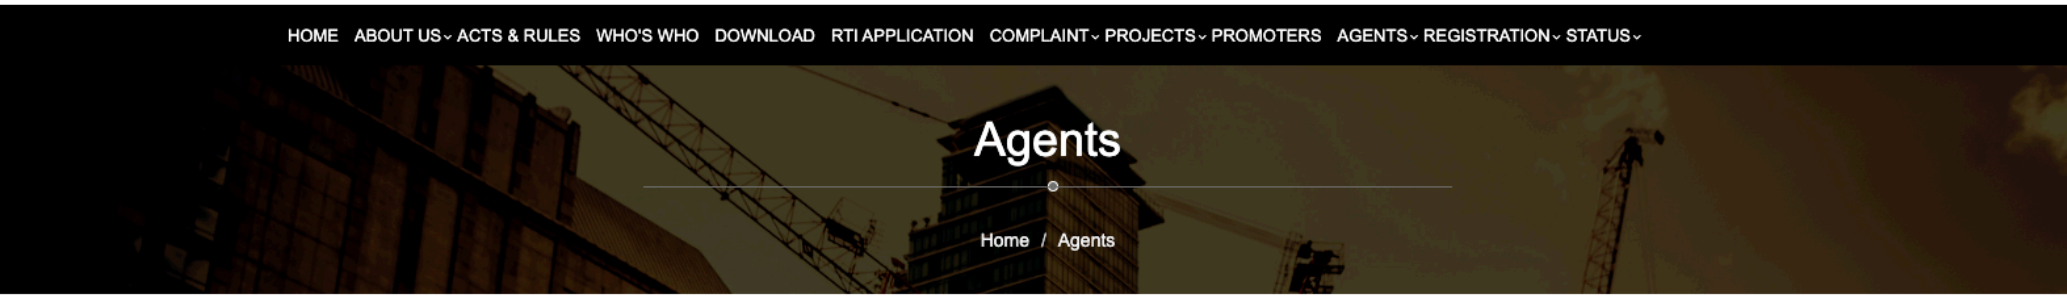 HOME ABOUT US ACTS & RULES WHO'S WHO DOWNLOAD RTI APPLICATION COMPLAINT PROJECTS PROMOTERS AGENTS REGISTRATION STATUS
Agents
Home / Agents